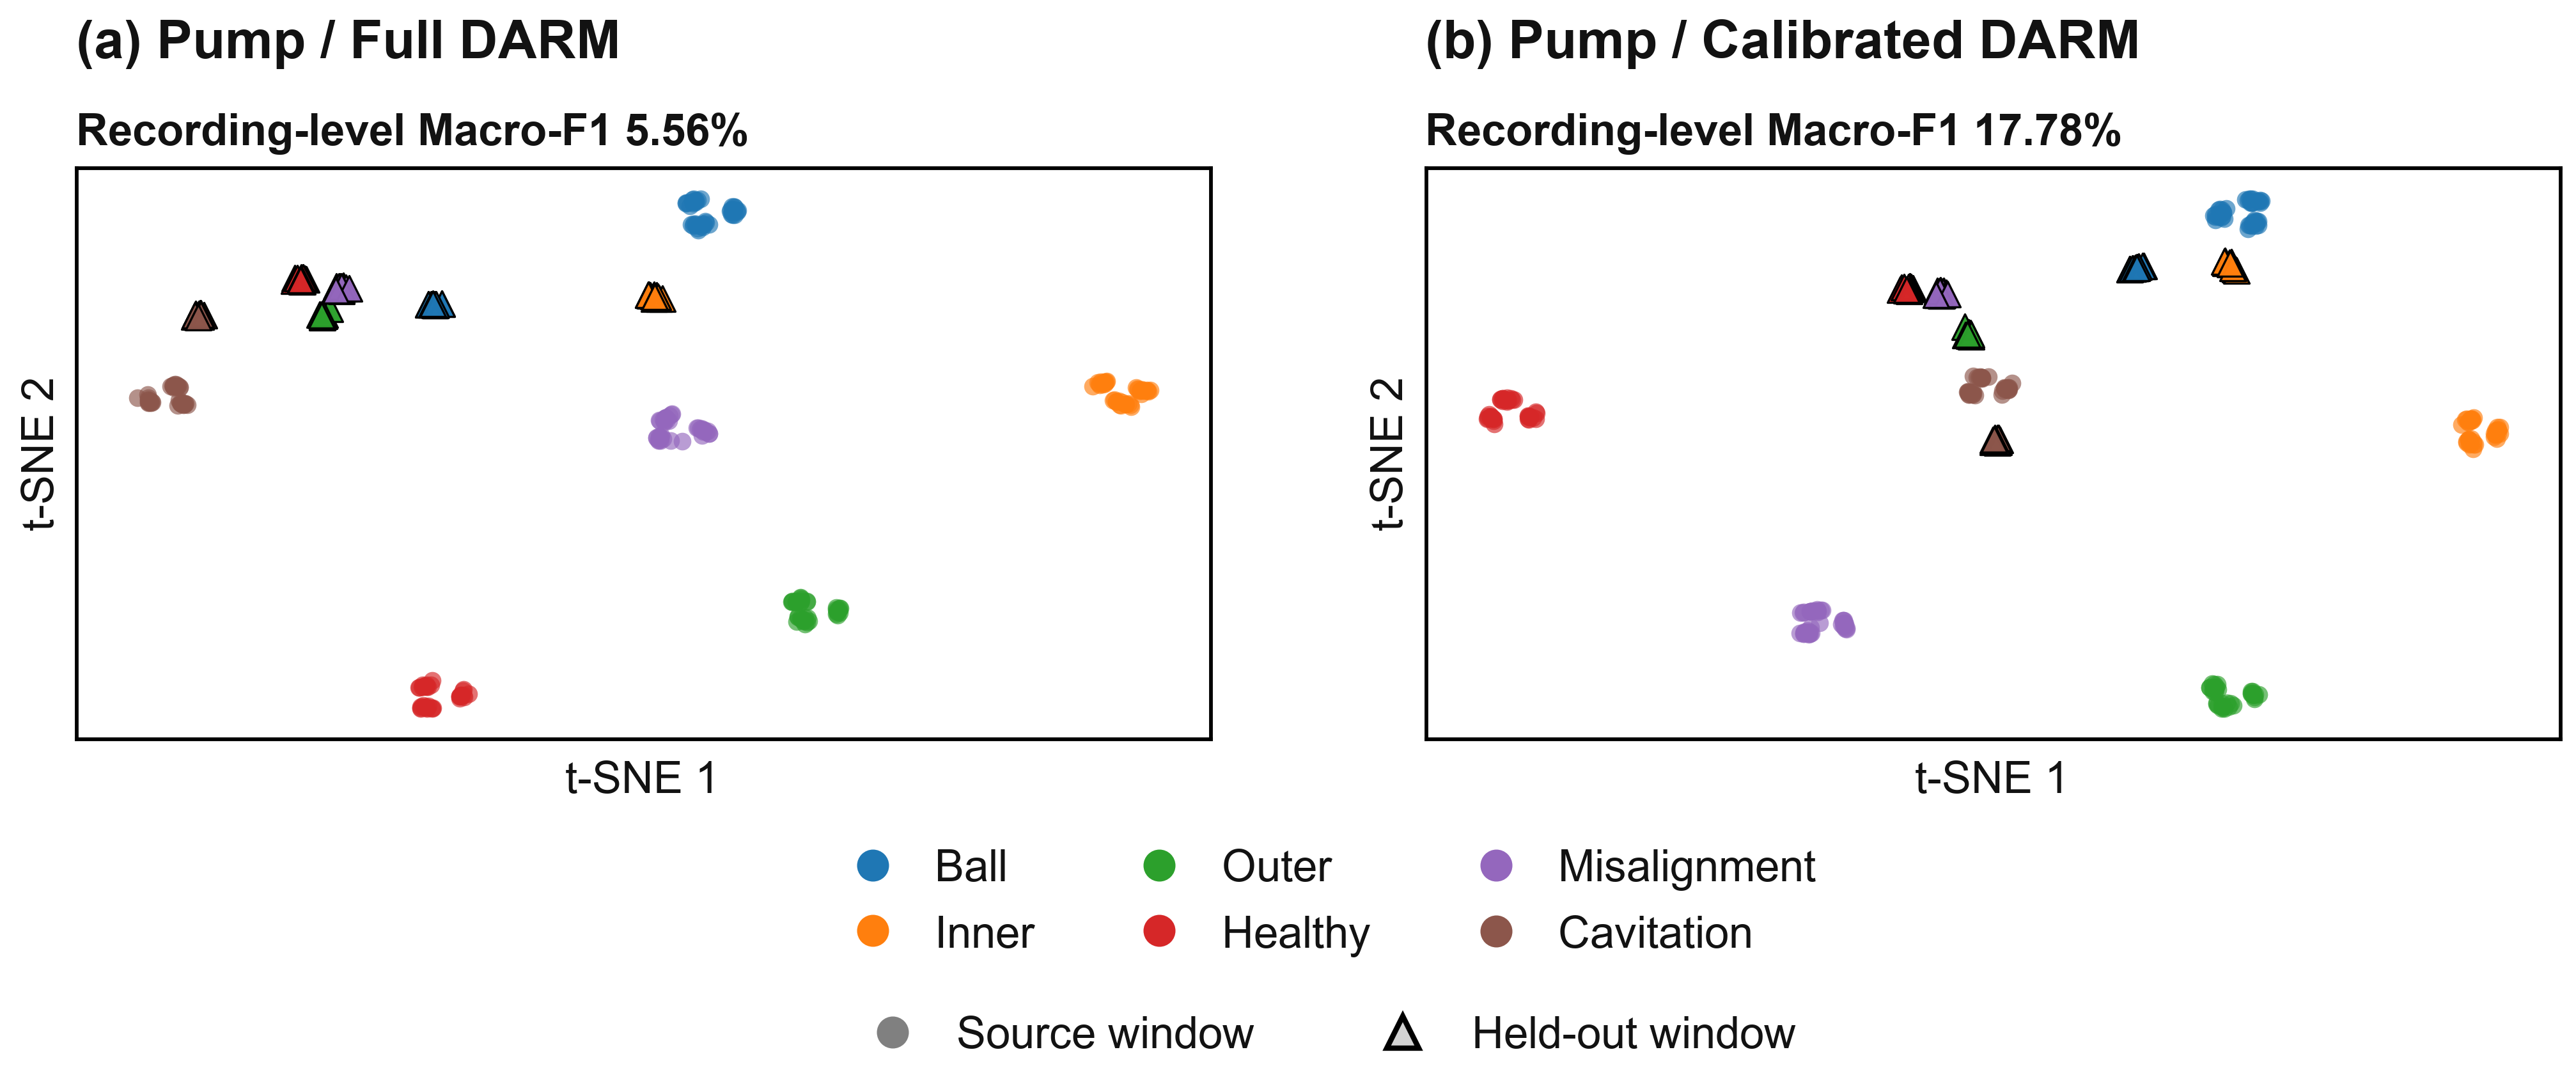 (a) Pump / Full DARM
Recording-level Macro-F1 5.56%
t-SNE 2
t-SNE 1
(b) Pump / Calibrated DARM
Recording-level Macro-F1 17.78%
t-SNE 2
t-SNE 1
Ball
Outer
Misalignment
Inner
Healthy
Cavitation
Source window
Held-out window